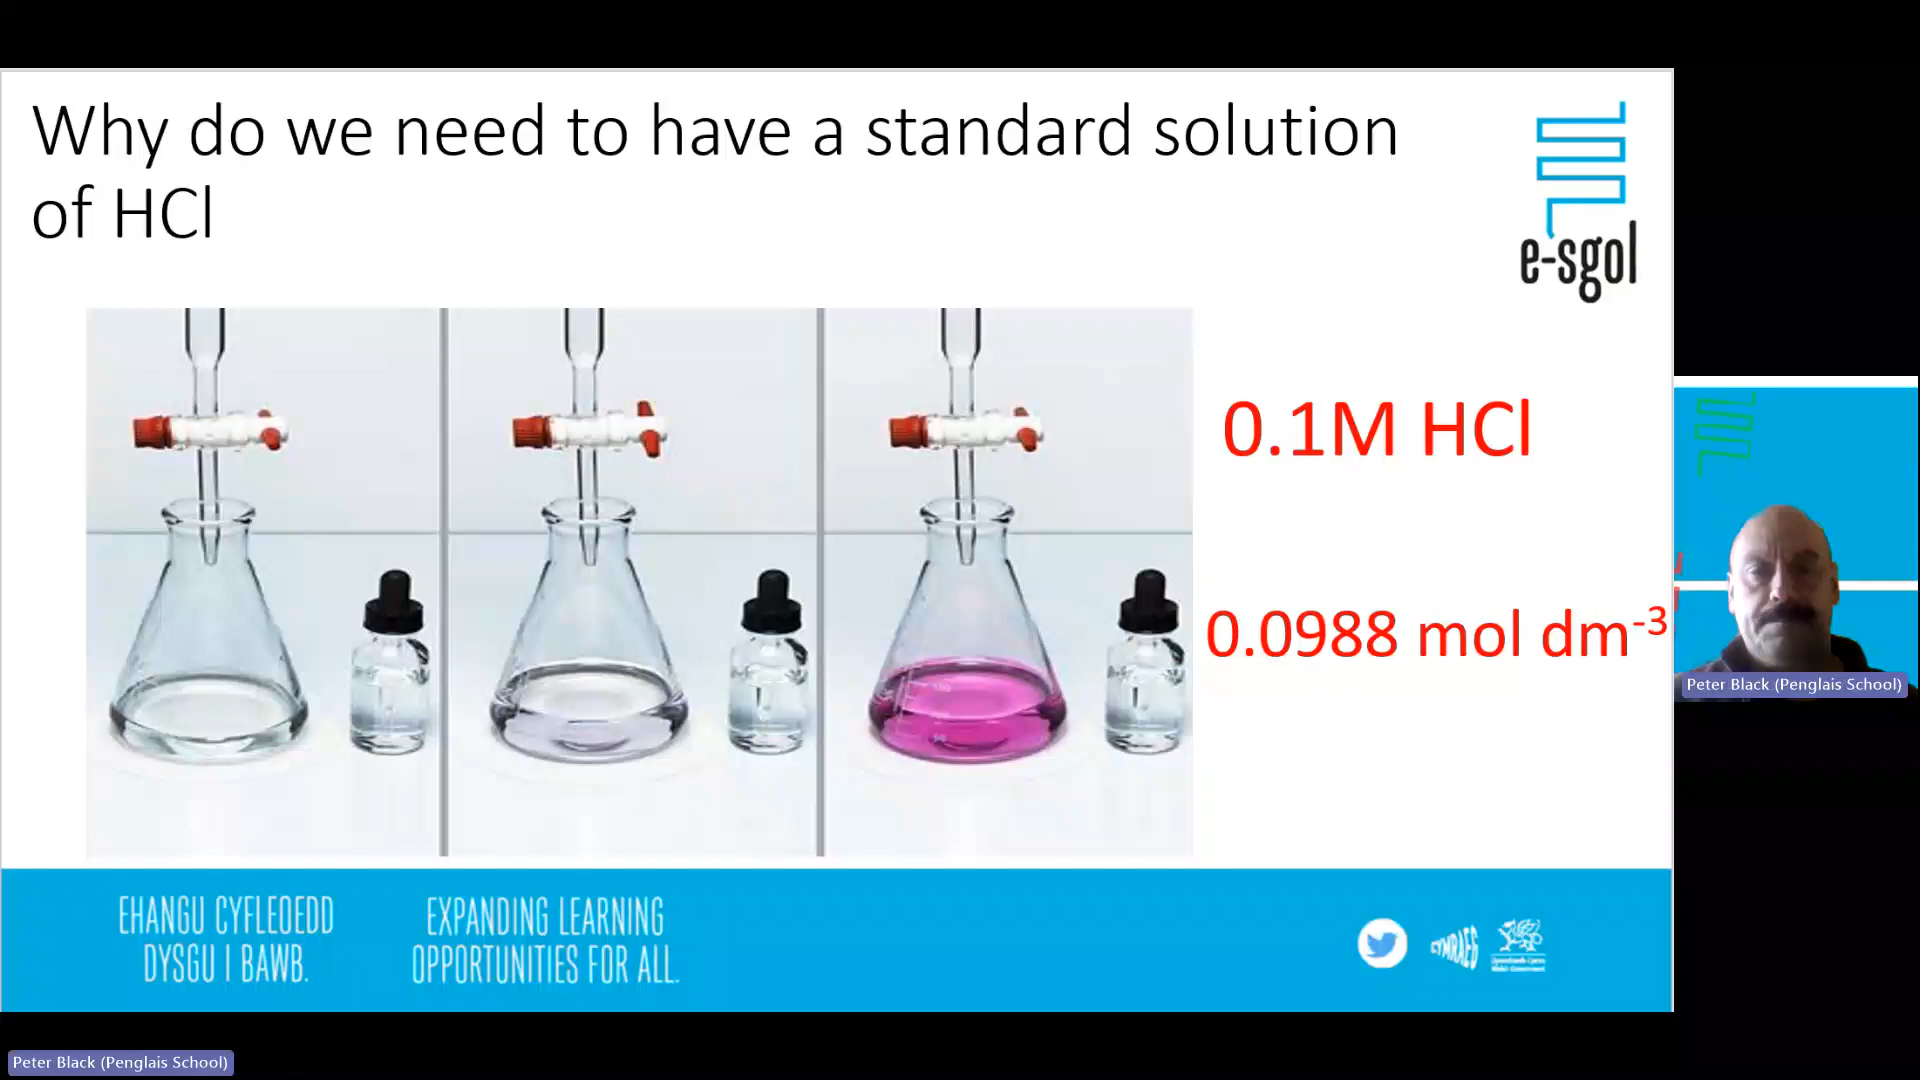 Why do we need to have a standard solution
of HCl
e-sgol
0.1M HCl
0.0988 mol dm-3
Peter Black (Penglais School)
EHANGU CYFLEOEDD
DYSGU I BAWB.
EXPANDING LEARNING
OPPORTUNITIES FOR ALL.
CYMRAEG
Peter Black (Penglais School)